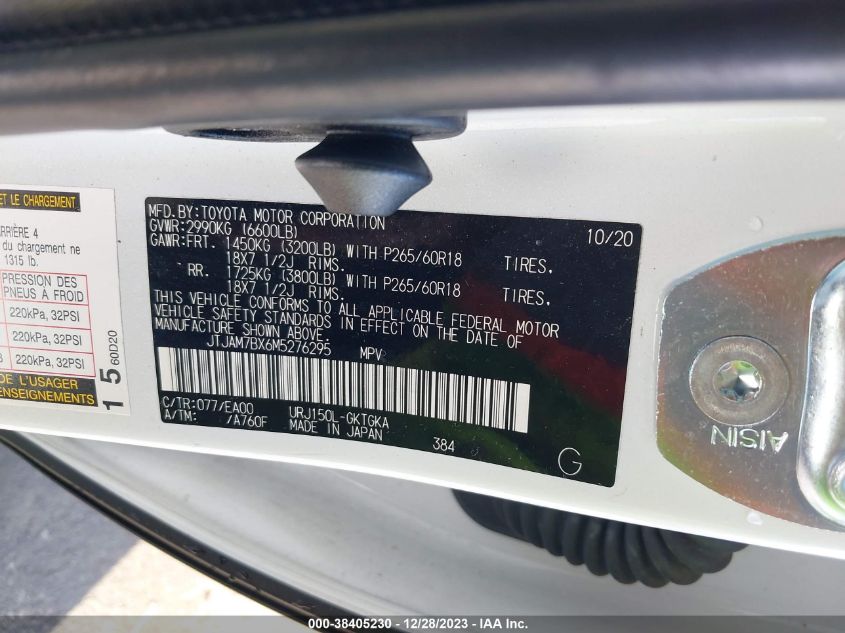 ET LE CHARGEMENT
RRIÈRE 4
du chargement ne
1315 lb.
PRESSION DES
PNEUS À FROID
220kPa, 32PSI
220kPa, 32PSI
220kPa, 32PSI
DE L'USAGER
ENSEIGNEMENTS
1 5 60D20
MFD.BY:TOYOTA MOTOR CORPORATION 10/20
GVWR:2990KG (6600LB)
GAWR:FRT. 1450KG (3200LB) WITH P265/60R18 TIRES,
18X7 1/2J RIMS.
RR. 1725KG (3800LB) WITH P265/60R18 TIRES,
18X7 1/2J RIMS.
THIS VEHICLE CONFORMS TO ALL APPLICABLE FEDERAL MOTOR
VEHICLE SAFETY STANDARDS IN EFFECT ON THE DATE OF
MANUFACTURE SHOWN ABOVE.
JTJAM7BX6M5276295 MPV
C/TR:077/EA00 URJ150L-GKTGKA
A/TM: /A760F MADE IN JAPAN 384
G
AISIN
000-38405230 - 12/28/2023 - IAA Inc.